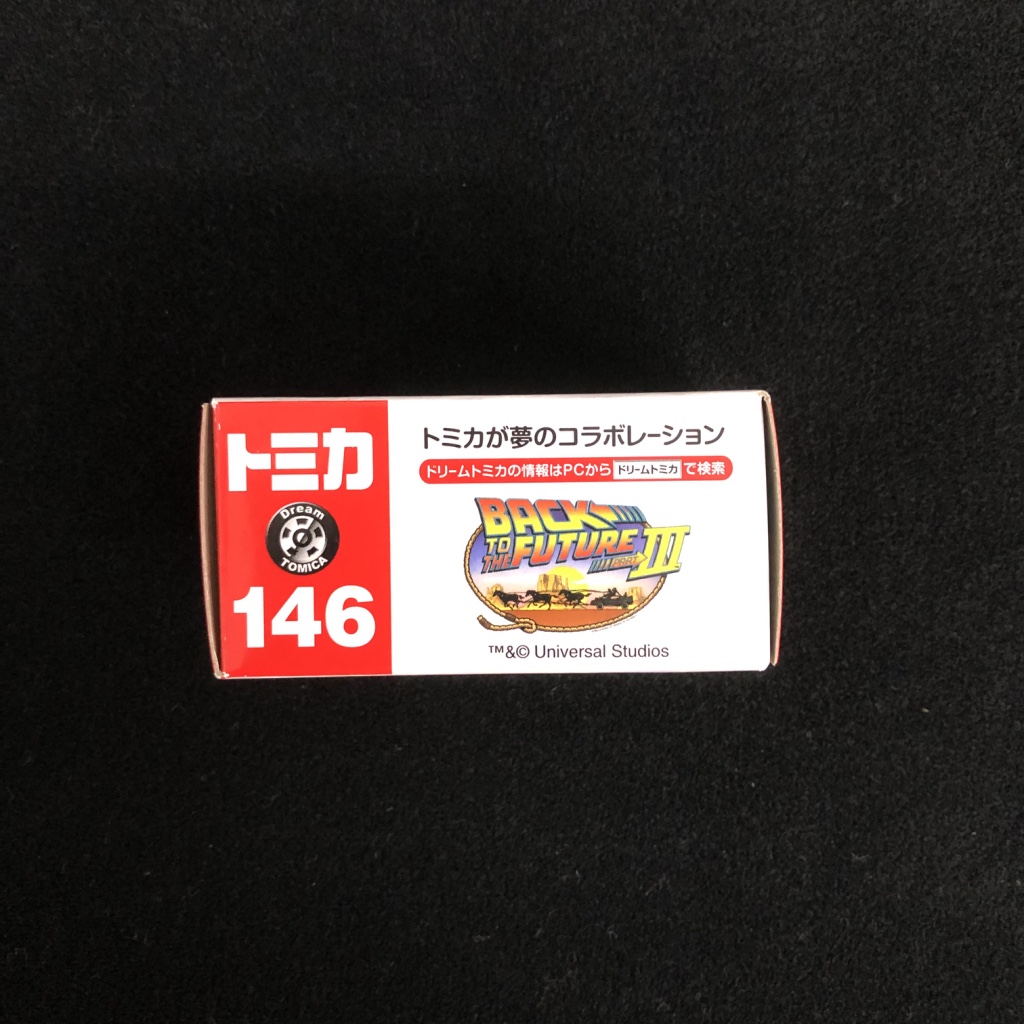 トミカ
Dream
TOMICA
146
トミカが夢のコラボレーション
ドリームトミカの情報はPCから ドリームトミカ で検索
BACK
TO
THE FUTURE
PART III
™&© Universal Studios